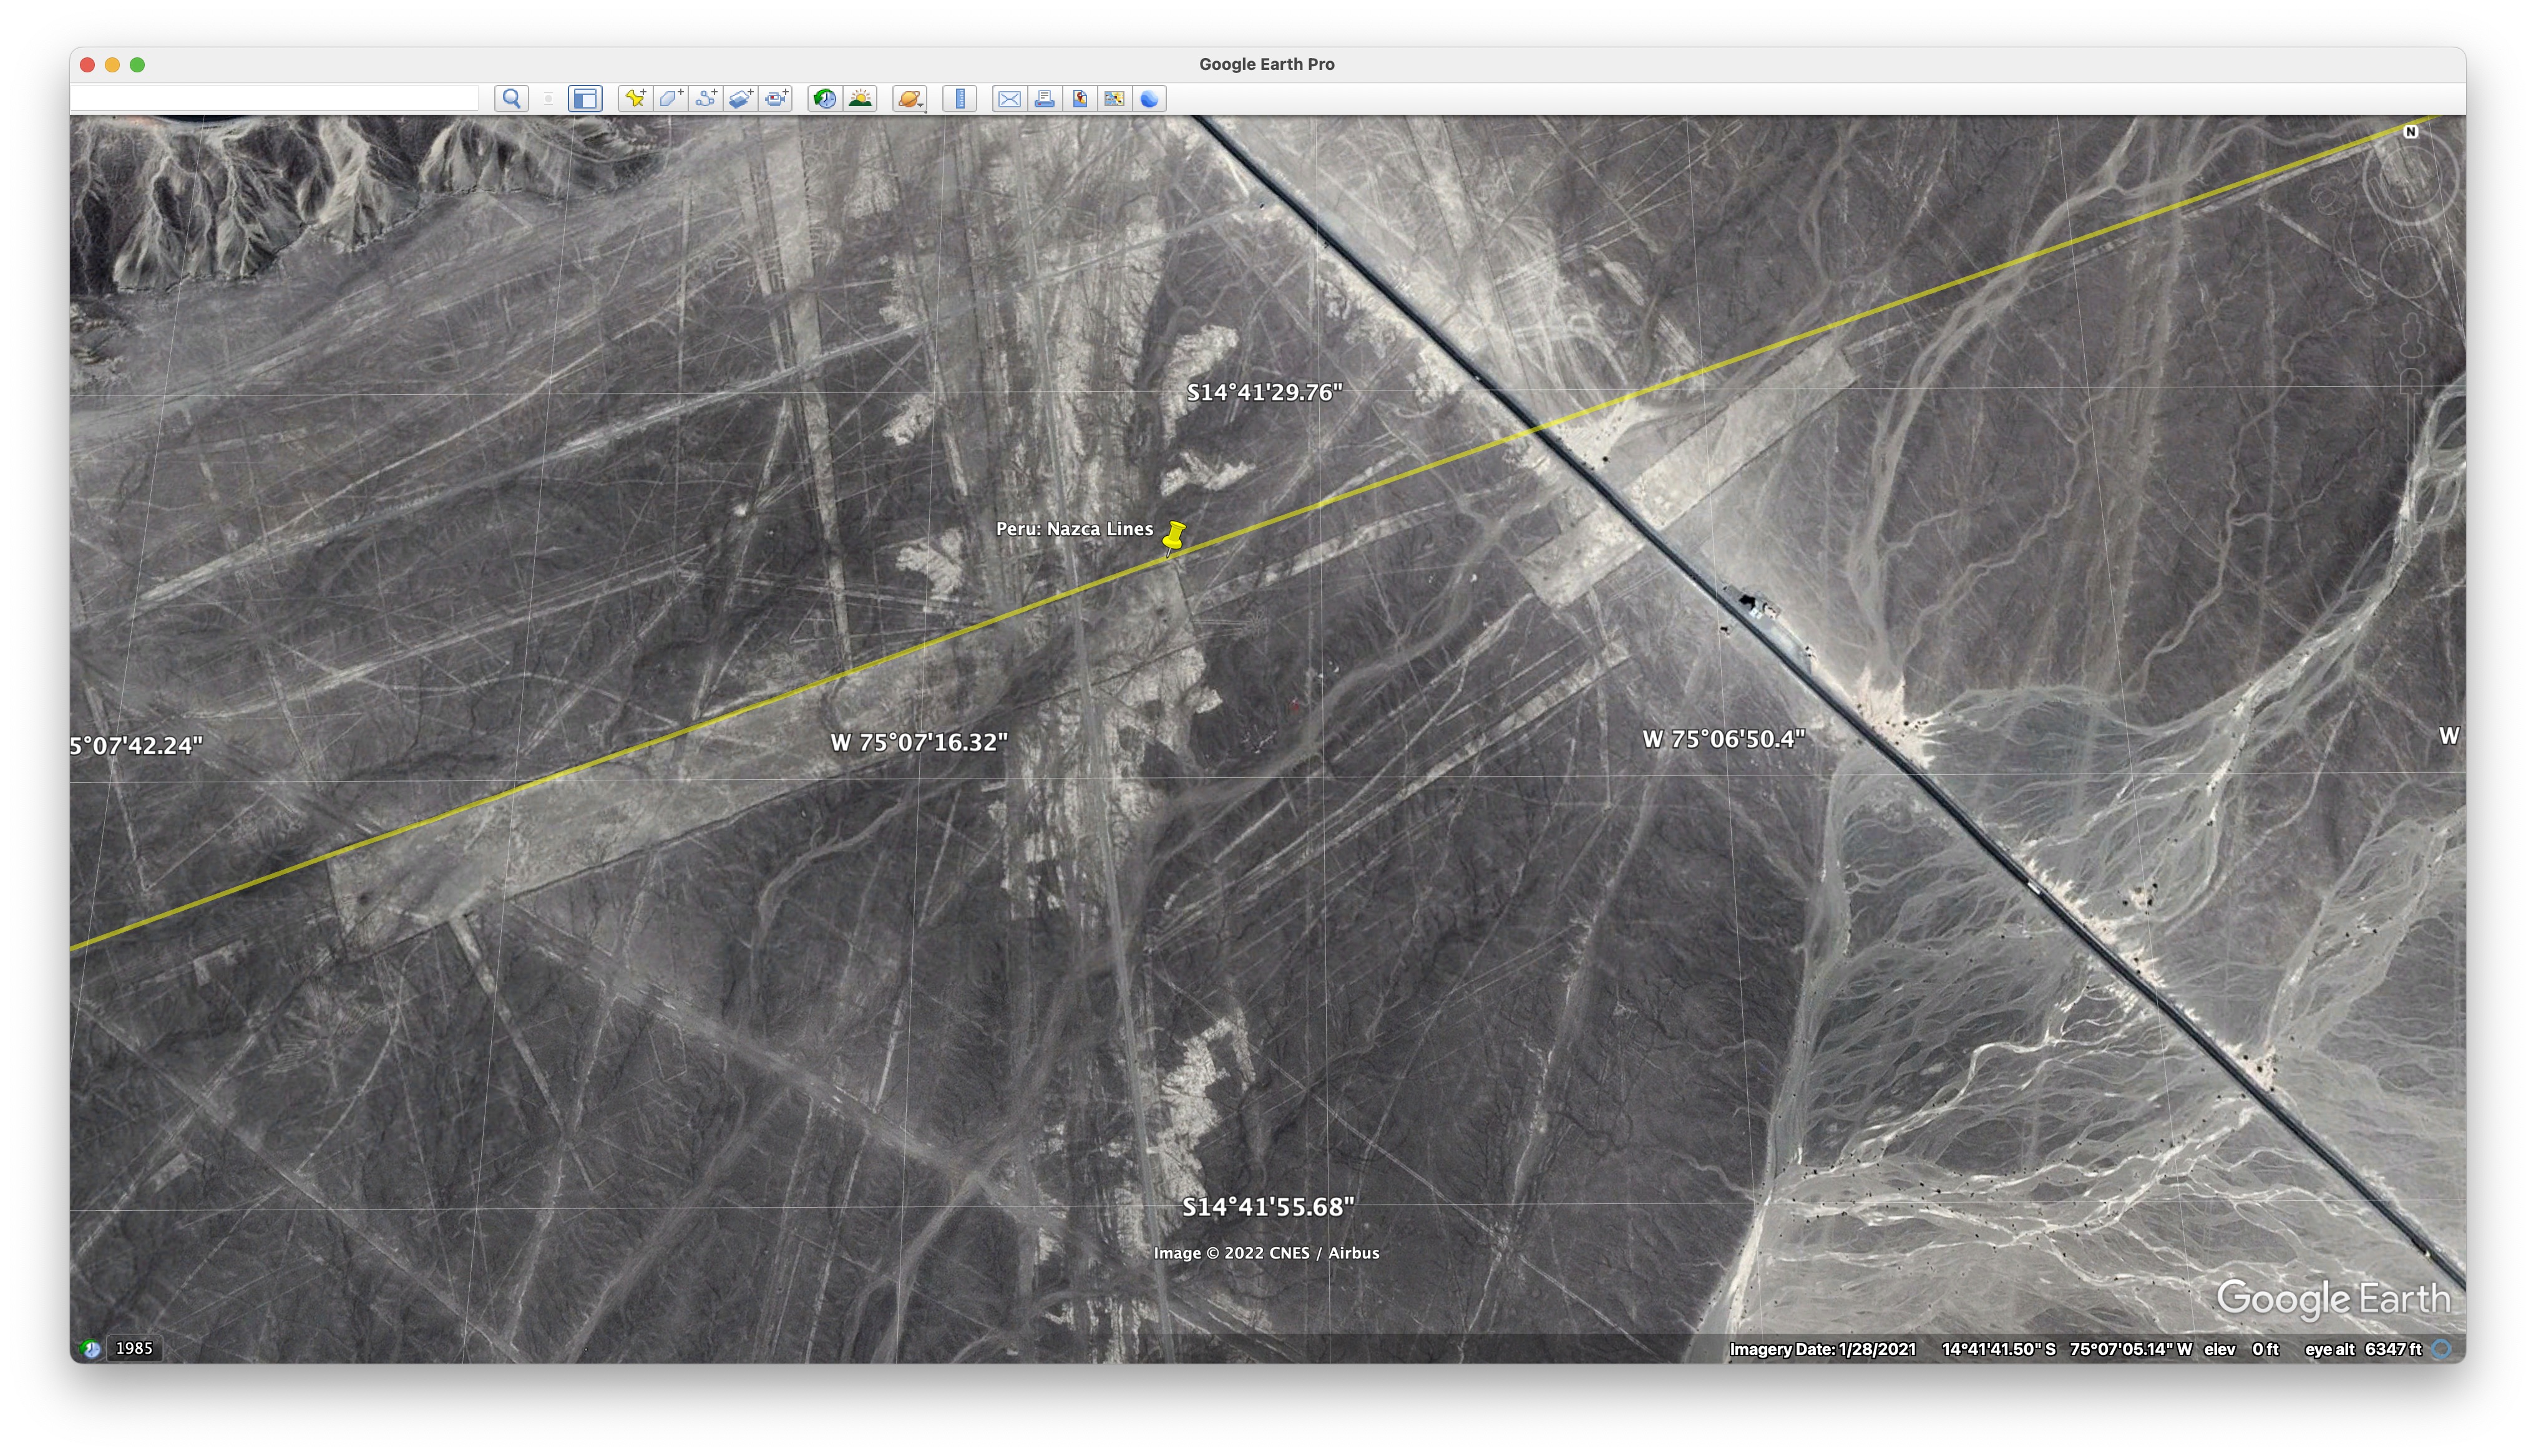 Google Earth Pro
N
S14°41'29.76"
Peru: Nazca Lines
5°07'42.24"
W 75°07'16.32"
W 75°06'50.4"
W
S14°41'55.68"
Image © 2022 CNES / Airbus
Google Earth
1985
Imagery Date: 1/28/2021 14°41'41.50" S 75°07'05.14" W elev 0 ft eye alt 6347 ft